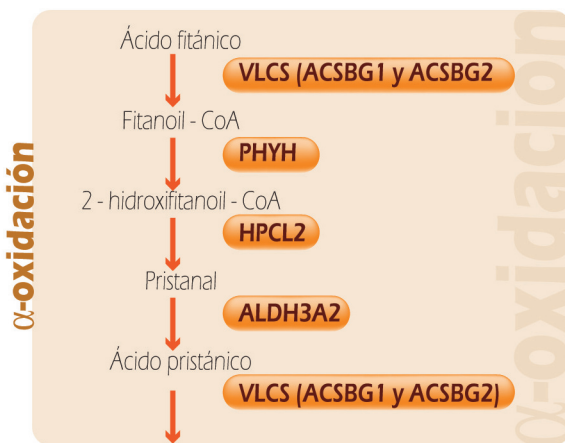 Ácido fitánico
VLCS (ACSBG1 y ACSBG2
Fitanoil - CoA
PHYH
2 - hidroxifitanoil - CoA
HPCL2
Pristanal
ALDH3A2
Ácido pristánico
VLCS (ACSBG1 y ACSBG2)
α-oxidación
α-oxidación